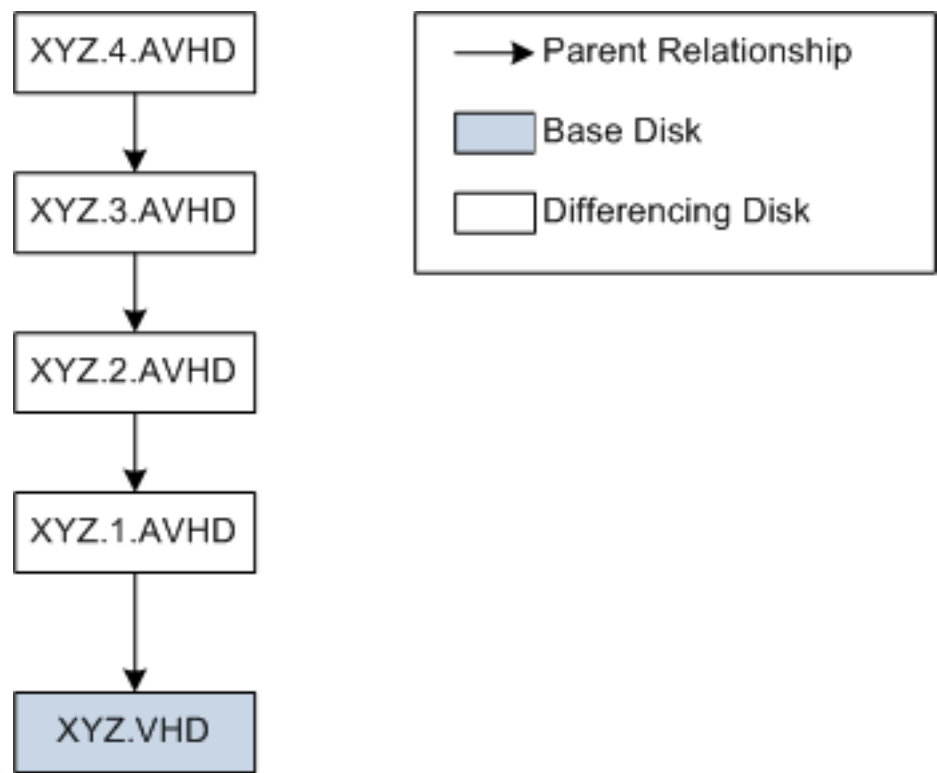 XYZ.4.AVHD
XYZ.3.AVHD
XYZ.2.AVHD
XYZ.1.AVHD
XYZ.VHD
Parent Relationship
Base Disk
Differencing Disk